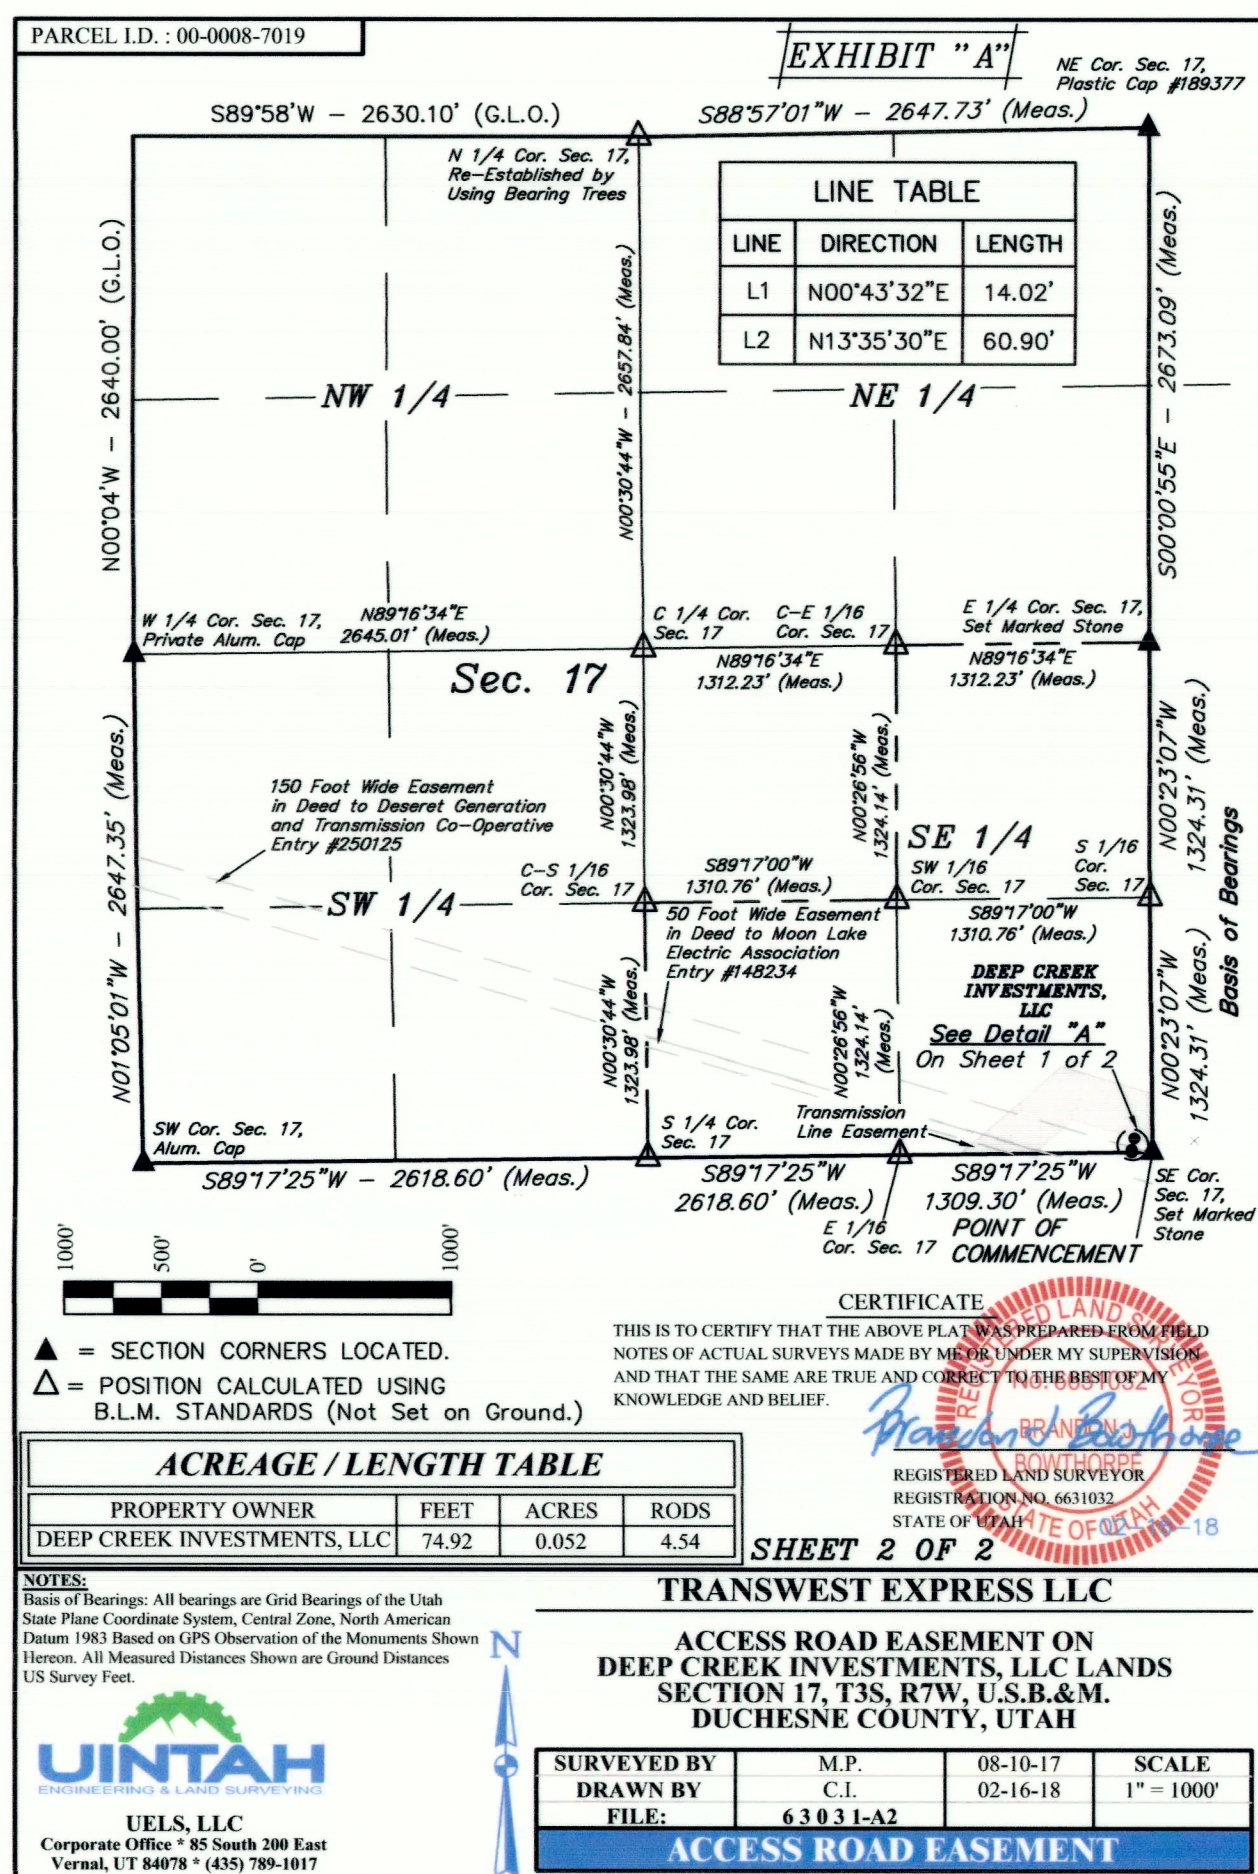 PARCEL I.D. : 00-0008-7019
EXHIBIT "A"
NE Cor. Sec. 17,
Plastic Cap #189377
S89°58'W – 2630.10' (G.L.O.)
S88°57'01"W – 2647.73' (Meas.)
N 1/4 Cor. Sec. 17,
Re-Established by
Using Bearing Trees
LINE TABLE
LINE DIRECTION LENGTH
L1 N00°43'32"E 14.02'
L2 N13°35'30"E 60.90'
N00°04'W – 2640.00' (G.L.O.)
N00°30'44"W – 2657.84' (Meas.)
S00°00'55"E – 2673.09' (Meas.)
NW 1/4
NE 1/4
W 1/4 Cor. Sec. 17,
Private Alum. Cap
N89°16'34"E
2645.01' (Meas.)
C 1/4 Cor.
Sec. 17
C-E 1/16
Cor. Sec. 17
E 1/4 Cor. Sec. 17,
Set Marked Stone
N89°16'34"E
1312.23' (Meas.)
N89°16'34"E
1312.23' (Meas.)
Sec. 17
N01°05'01"W – 2647.35' (Meas.)
150 Foot Wide Easement
in Deed to Deseret Generation
and Transmission Co-Operative
Entry #250125
N00°30'44"W
1323.98' (Meas.)
N00°26'56"W
1324.14' (Meas.)
N00°23'07"W
1324.31' (Meas.)
SE 1/4
C-S 1/16
Cor. Sec. 17
S89°17'00"W
1310.76' (Meas.)
SW 1/16
Cor. Sec. 17
S 1/16
Cor.
Sec. 17
SW 1/4
50 Foot Wide Easement
in Deed to Moon Lake
Electric Association
Entry #148234
S89°17'00"W
1310.76' (Meas.)
Basis of Bearings
N00°30'44"W
1323.98' (Meas.)
N00°26'56"W
1324.14'
(Meas.)
N00°23'07"W
1324.31' (Meas.)
DEEP CREEK
INVESTMENTS,
LLC
See Detail "A"
On Sheet 1 of 2
SW Cor. Sec. 17,
Alum. Cap
S 1/4 Cor.
Sec. 17
Transmission
Line Easement
S89°17'25"W – 2618.60' (Meas.)
S89°17'25"W
2618.60' (Meas.)
S89°17'25"W
1309.30' (Meas.)
SE Cor.
Sec. 17,
Set Marked
Stone
E 1/16
Cor. Sec. 17
POINT OF
COMMENCEMENT
1000' 500' 0' 1000'
▲ = SECTION CORNERS LOCATED.
△ = POSITION CALCULATED USING
B.L.M. STANDARDS (Not Set on Ground.)
CERTIFICATE
THIS IS TO CERTIFY THAT THE ABOVE PLAT WAS PREPARED FROM FIELD
NOTES OF ACTUAL SURVEYS MADE BY ME OR UNDER MY SUPERVISION
AND THAT THE SAME ARE TRUE AND CORRECT TO THE BEST OF MY
KNOWLEDGE AND BELIEF.
REGISTERED LAND SURVEYOR
No. 6631032
BRANDON J.
BOWTHORPE
STATE OF UTAH
Brandon J Bowthorpe
REGISTERED LAND SURVEYOR
REGISTRATION NO. 6631032
STATE OF UTAH
02-16-18
ACREAGE / LENGTH TABLE
PROPERTY OWNER FEET ACRES RODS
DEEP CREEK INVESTMENTS, LLC 74.92 0.052 4.54
SHEET 2 OF 2
NOTES:
Basis of Bearings: All bearings are Grid Bearings of the Utah
State Plane Coordinate System, Central Zone, North American
Datum 1983 Based on GPS Observation of the Monuments Shown
Hereon. All Measured Distances Shown are Ground Distances
US Survey Feet.
N
UINTAH
ENGINEERING & LAND SURVEYING
UELS, LLC
Corporate Office * 85 South 200 East
Vernal, UT 84078 * (435) 789-1017
TRANSWEST EXPRESS LLC
ACCESS ROAD EASEMENT ON
DEEP CREEK INVESTMENTS, LLC LANDS
SECTION 17, T3S, R7W, U.S.B.&M.
DUCHESNE COUNTY, UTAH
SURVEYED BY M.P. 08-10-17 SCALE
DRAWN BY C.I. 02-16-18 1" = 1000'
FILE: 6 3 0 3 1-A2
ACCESS ROAD EASEMENT